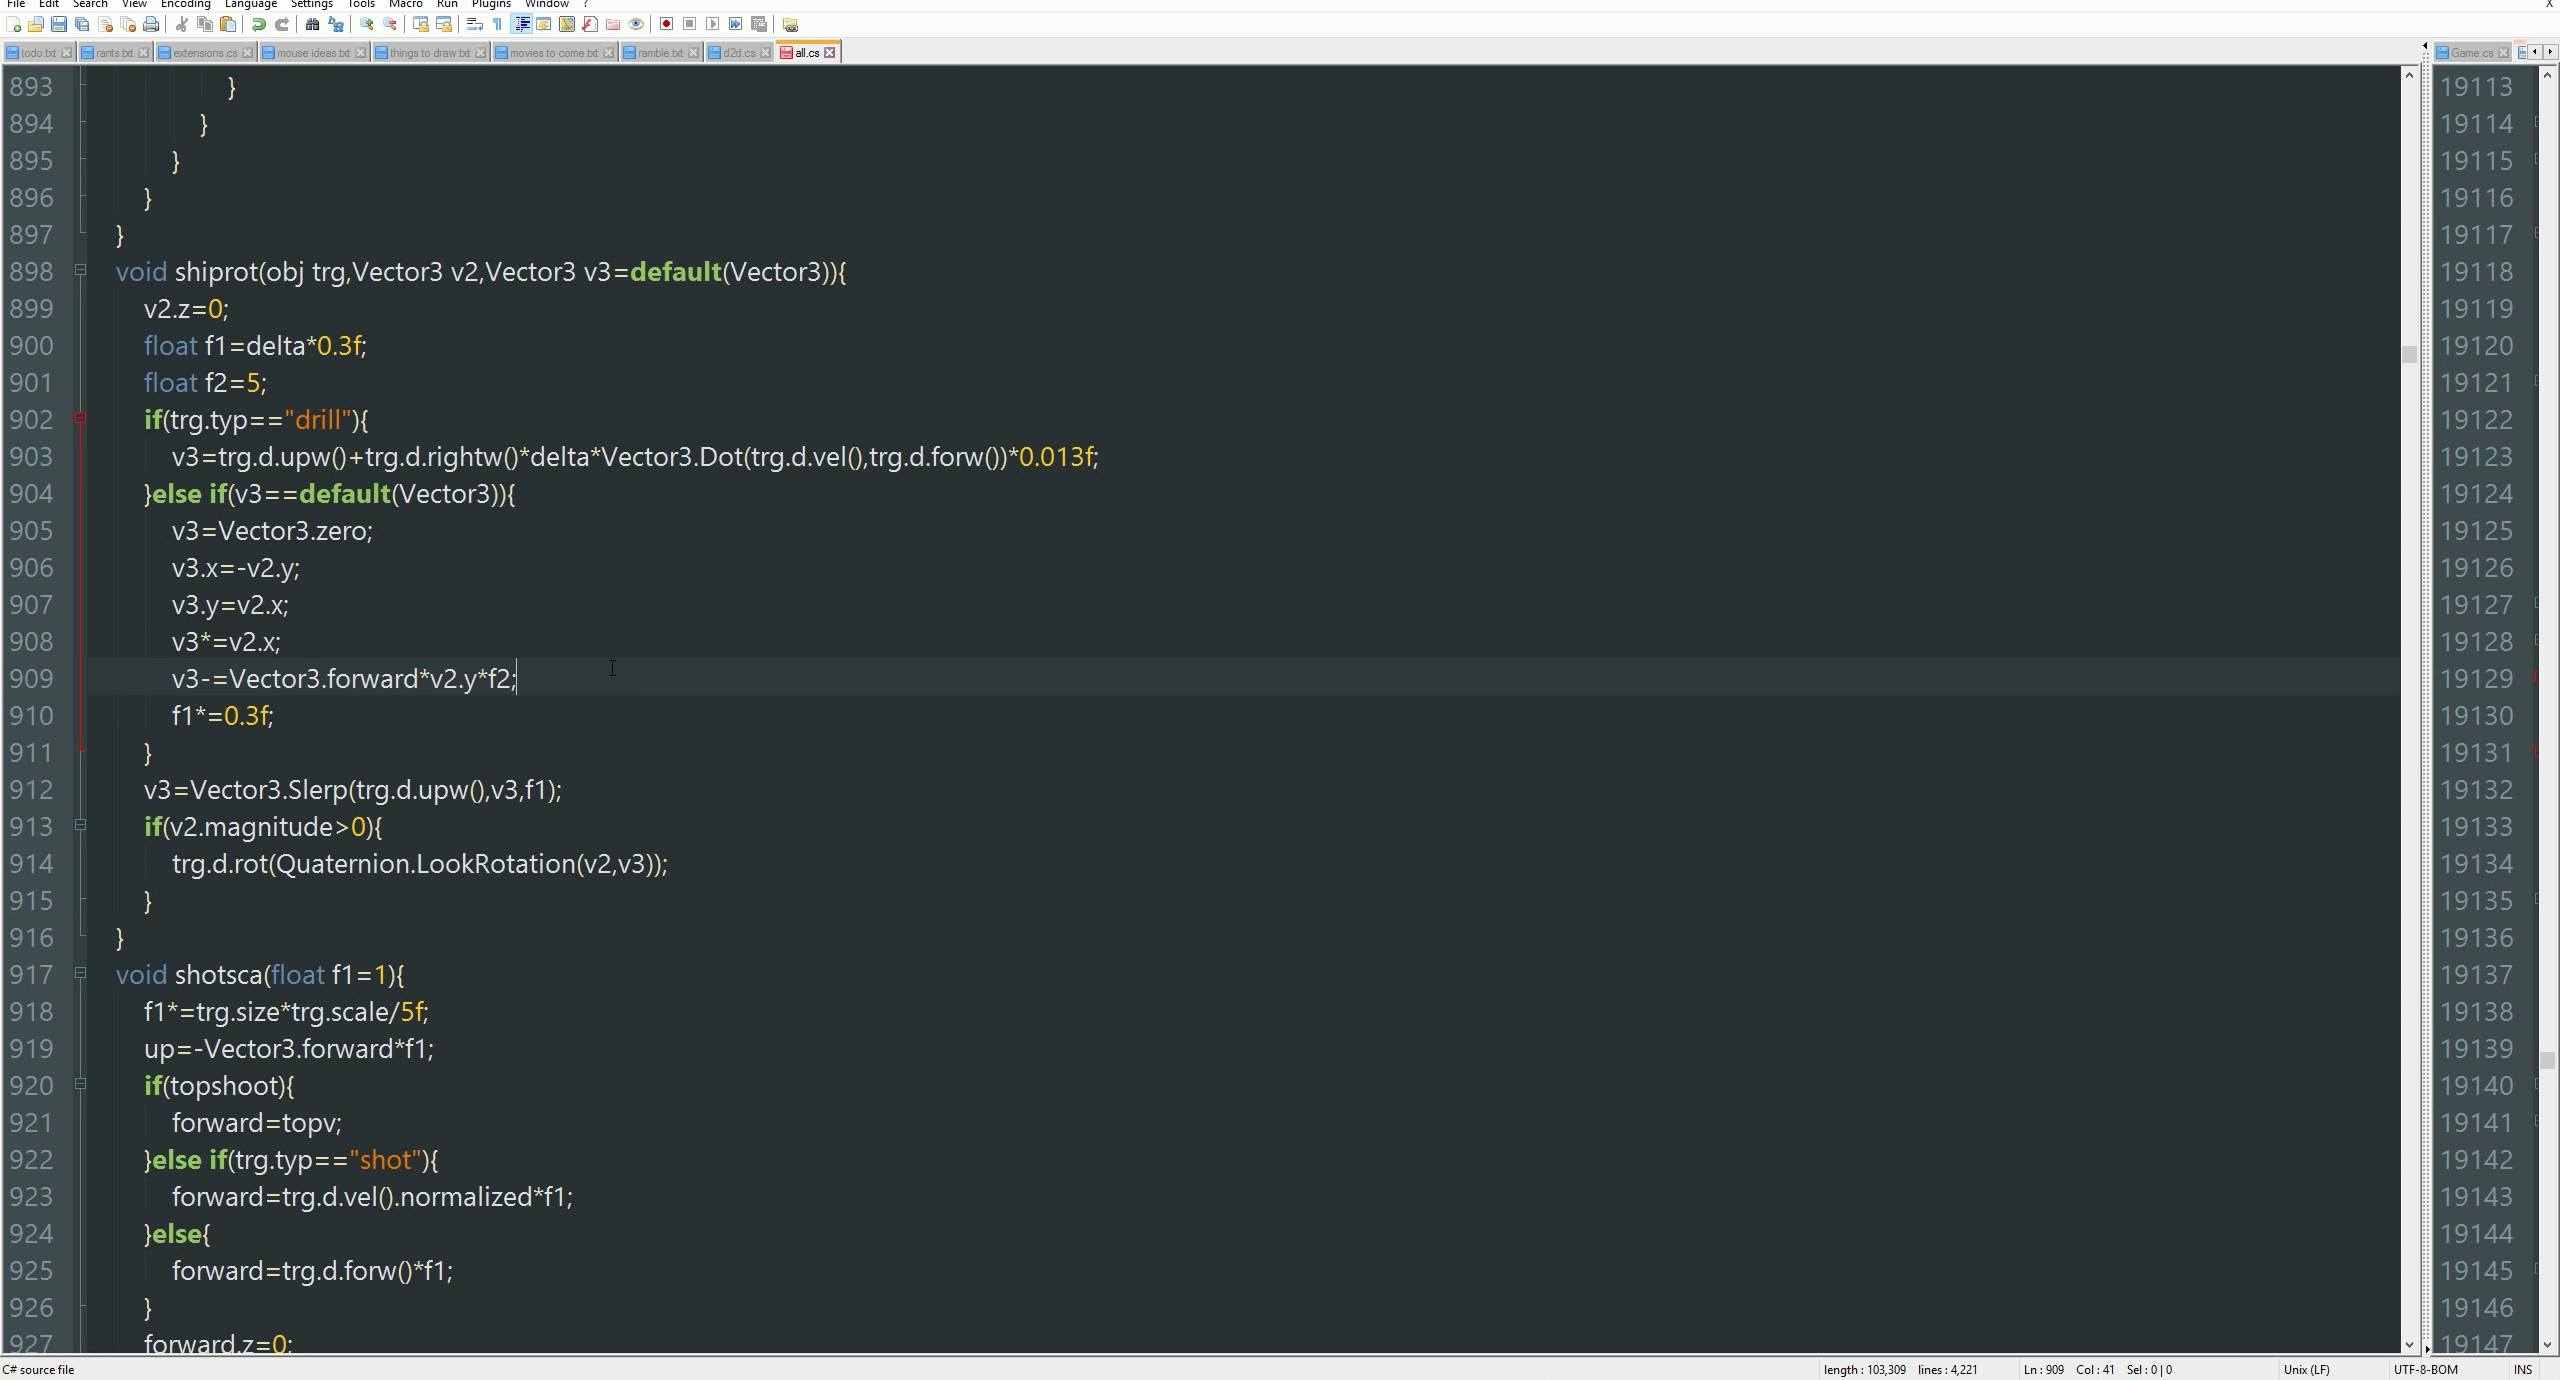 File Edit Search View Encoding Language Settings Tools Macro Run Plugins Window ? X
todo.txt rants.txt extensions.cs mouse ideas.txt things to draw.txt movies to come.txt ramble.txt d2d.cs all.cs Game.cs
893 }
894 }
895 }
896 }
897 }
898 void shiprot(obj trg,Vector3 v2,Vector3 v3=default(Vector3)){
899 v2.z=0;
900 float f1=delta*0.3f;
901 float f2=5;
902 if(trg.typ=="drill"){
903 v3=trg.d.upw()+trg.d.rightw()*delta*Vector3.Dot(trg.d.vel(),trg.d.forw())*0.013f;
904 }else if(v3==default(Vector3)){
905 v3=Vector3.zero;
906 v3.x=-v2.y;
907 v3.y=v2.x;
908 v3*=v2.x;
909 v3-=Vector3.forward*v2.y*f2;
910 f1*=0.3f;
911 }
912 v3=Vector3.Slerp(trg.d.upw(),v3,f1);
913 if(v2.magnitude>0){
914 trg.d.rot(Quaternion.LookRotation(v2,v3));
915 }
916 }
917 void shotsca(float f1=1){
918 f1*=trg.size*trg.scale/5f;
919 up=-Vector3.forward*f1;
920 if(topshoot){
921 forward=topv;
922 }else if(trg.typ=="shot"){
923 forward=trg.d.vel().normalized*f1;
924 }else{
925 forward=trg.d.forw()*f1;
926 }
927 forward.z=0;
19113
19114
19115
19116
19117
19118
19119
19120
19121
19122
19123
19124
19125
19126
19127
19128
19129
19130
19131
19132
19133
19134
19135
19136
19137
19138
19139
19140
19141
19142
19143
19144
19145
19146
19147
C# source file length : 103,309 lines : 4,221 Ln : 909 Col : 41 Sel : 0 | 0 Unix (LF) UTF-8-BOM INS